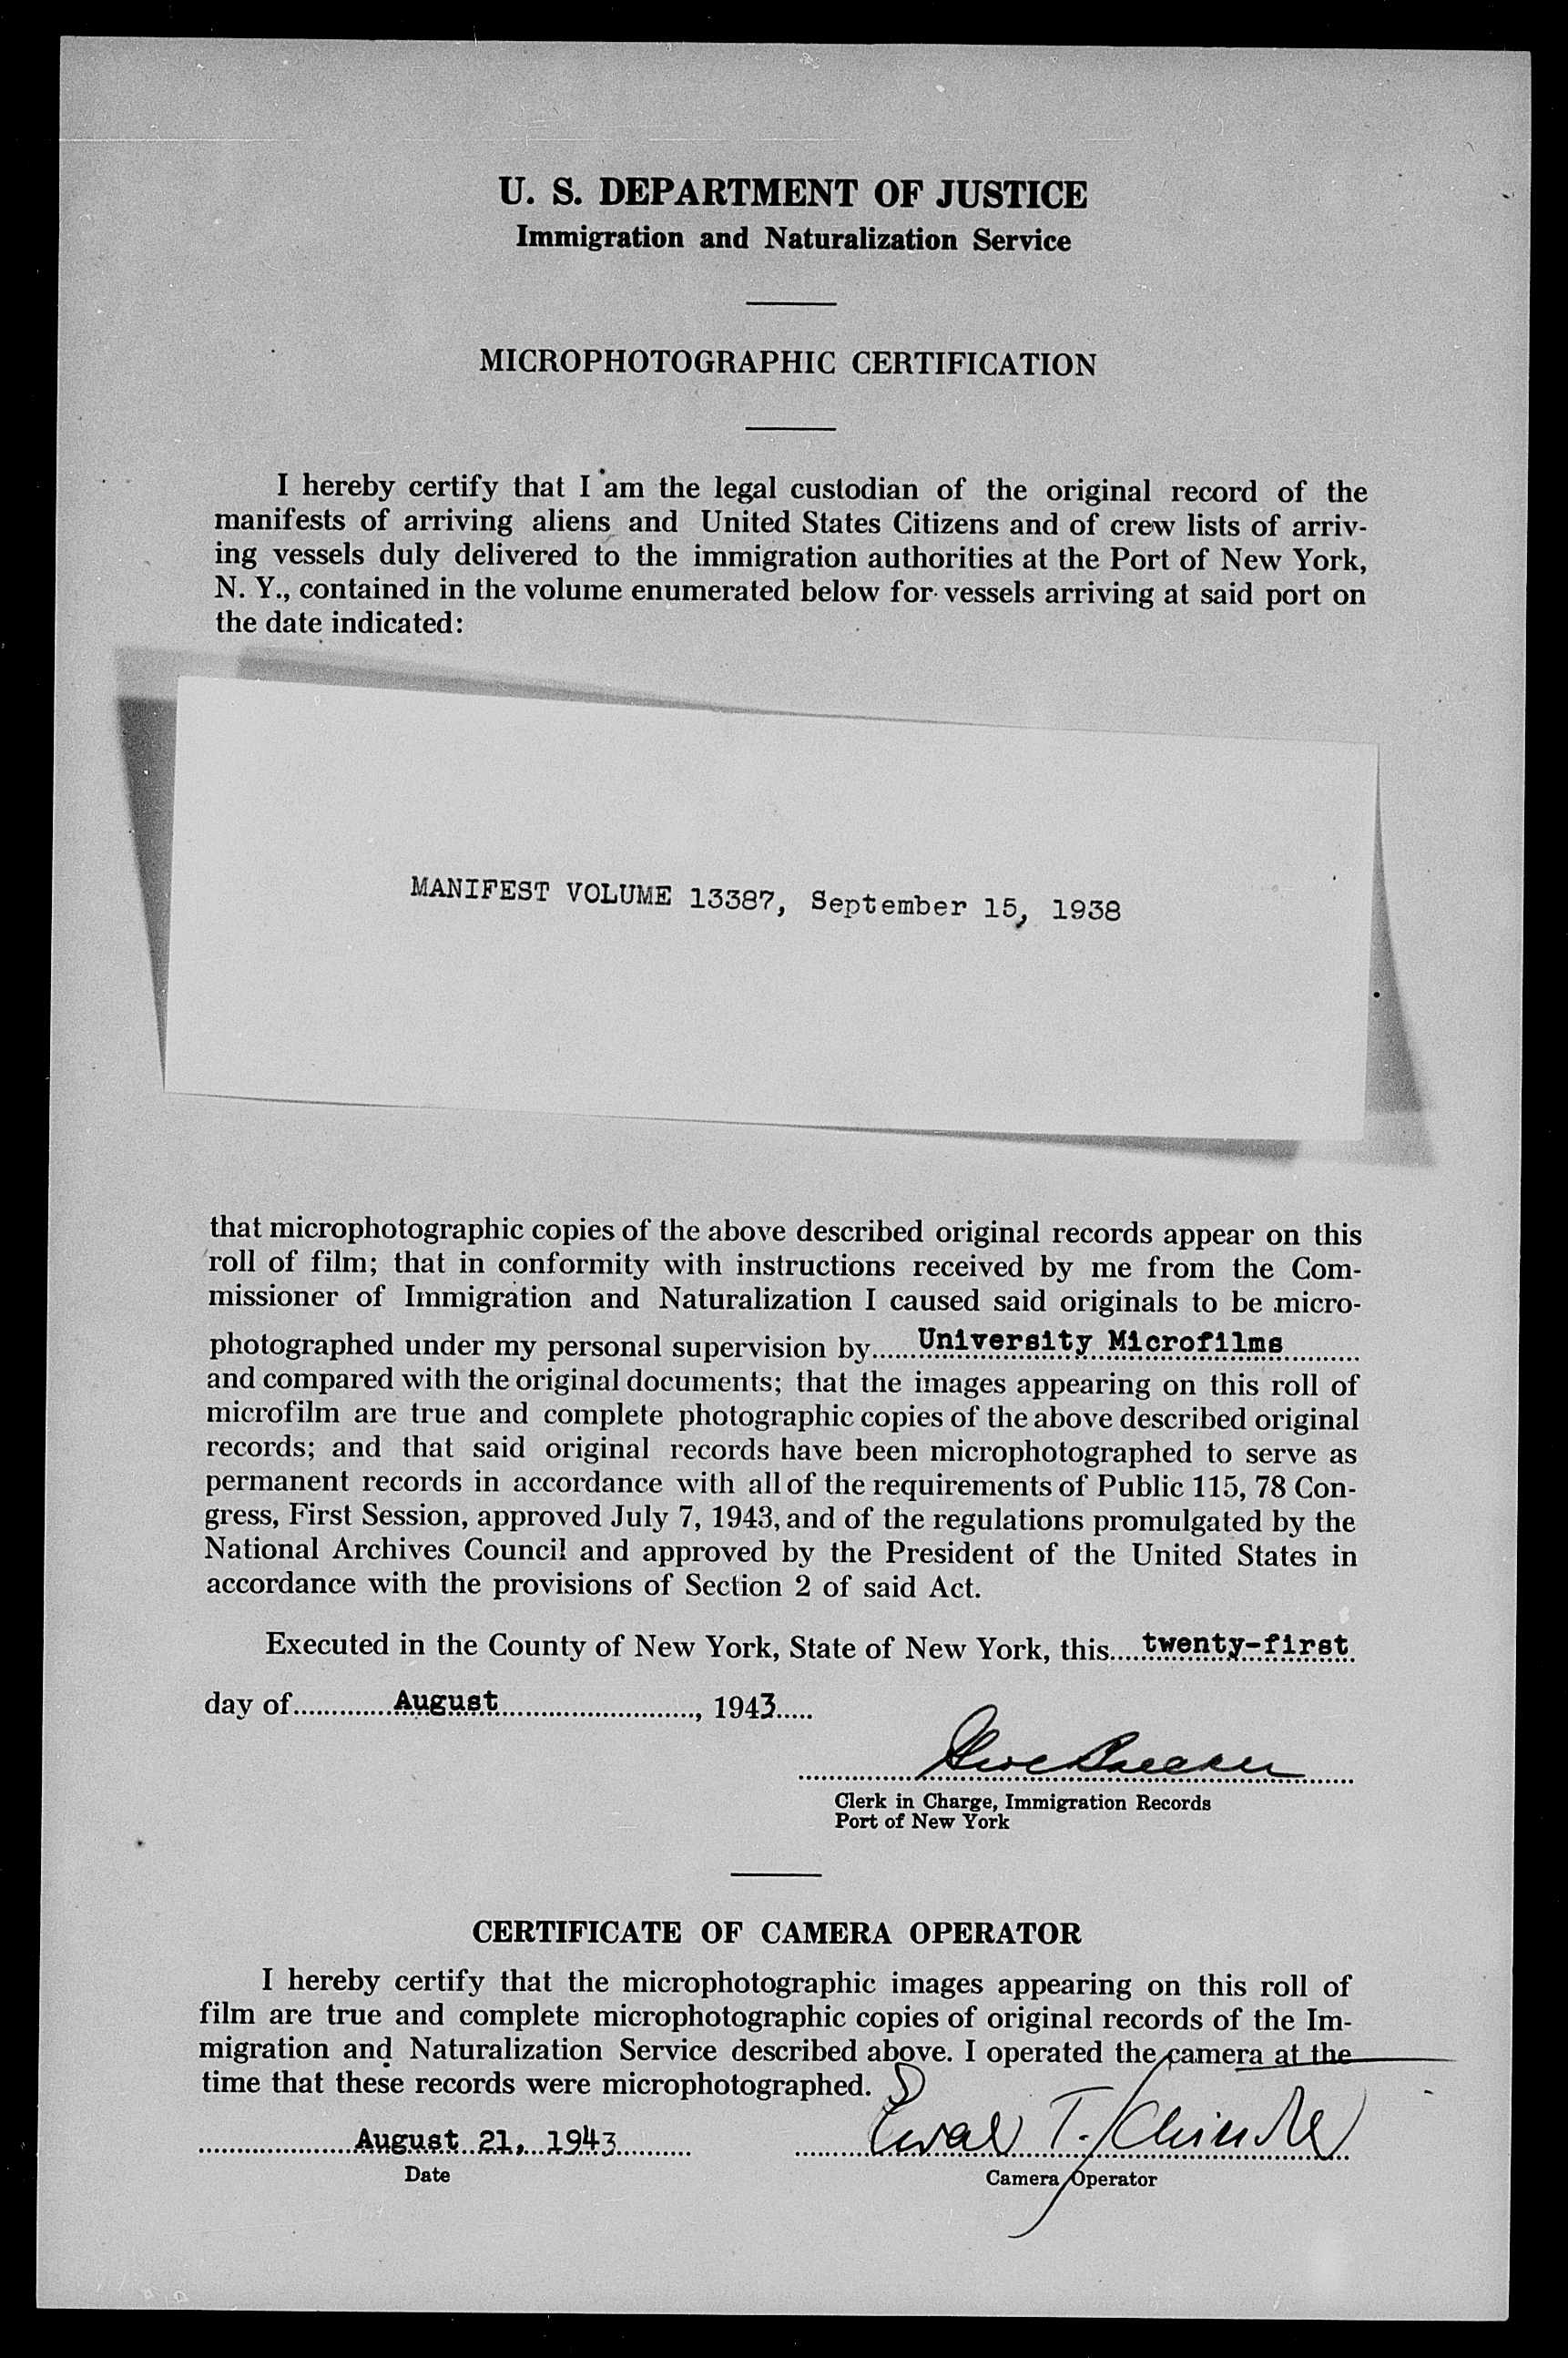 U. S. DEPARTMENT OF JUSTICE
Immigration and Naturalization Service
MICROPHOTOGRAPHIC CERTIFICATION
I hereby certify that I am the legal custodian of the original record of the
manifests of arriving aliens and United States Citizens and of crew lists of arriv-
ing vessels duly delivered to the immigration authorities at the Port of New York,
N. Y., contained in the volume enumerated below for vessels arriving at said port on
the date indicated:
MANIFEST VOLUME 13387, September 15, 1938
that microphotographic copies of the above described original records appear on this
roll of film; that in conformity with instructions received by me from the Com-
missioner of Immigration and Naturalization I caused said originals to be micro-
photographed under my personal supervision by......University Microfilms..........
and compared with the original documents; that the images appearing on this roll of
microfilm are true and complete photographic copies of the above described original
records; and that said original records have been microphotographed to serve as
permanent records in accordance with all of the requirements of Public 115, 78 Con-
gress, First Session, approved July 7, 1943, and of the regulations promulgated by the
National Archives Council and approved by the President of the United States in
accordance with the provisions of Section 2 of said Act.
Executed in the County of New York, State of New York, this....twenty-first
day of.............August.........................., 1943.....
Clerk in Charge, Immigration Records
Port of New York
CERTIFICATE OF CAMERA OPERATOR
I hereby certify that the microphotographic images appearing on this roll of
film are true and complete microphotographic copies of original records of the Im-
migration and Naturalization Service described above. I operated the camera at the
time that these records were microphotographed.
August 21, 1943
T.
Date
Camera Operator